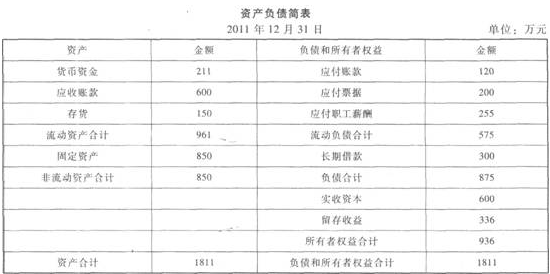 资产负债简表
2011 年 12 月 31 日 单位：万元
资产 金额 负债和所有者权益 金额
货币资金 211 应付账款 120
应收账款 600 应付票据 200
存货 150 应付职工薪酬 255
流动资产合计 961 流动负债合计 575
固定资产 850 长期借款 300
非流动资产合计 850 负债合计 875
实收资本 600
留存收益 336
所有者权益合计 936
资产合计 1811 负债和所有者权益合计 1811